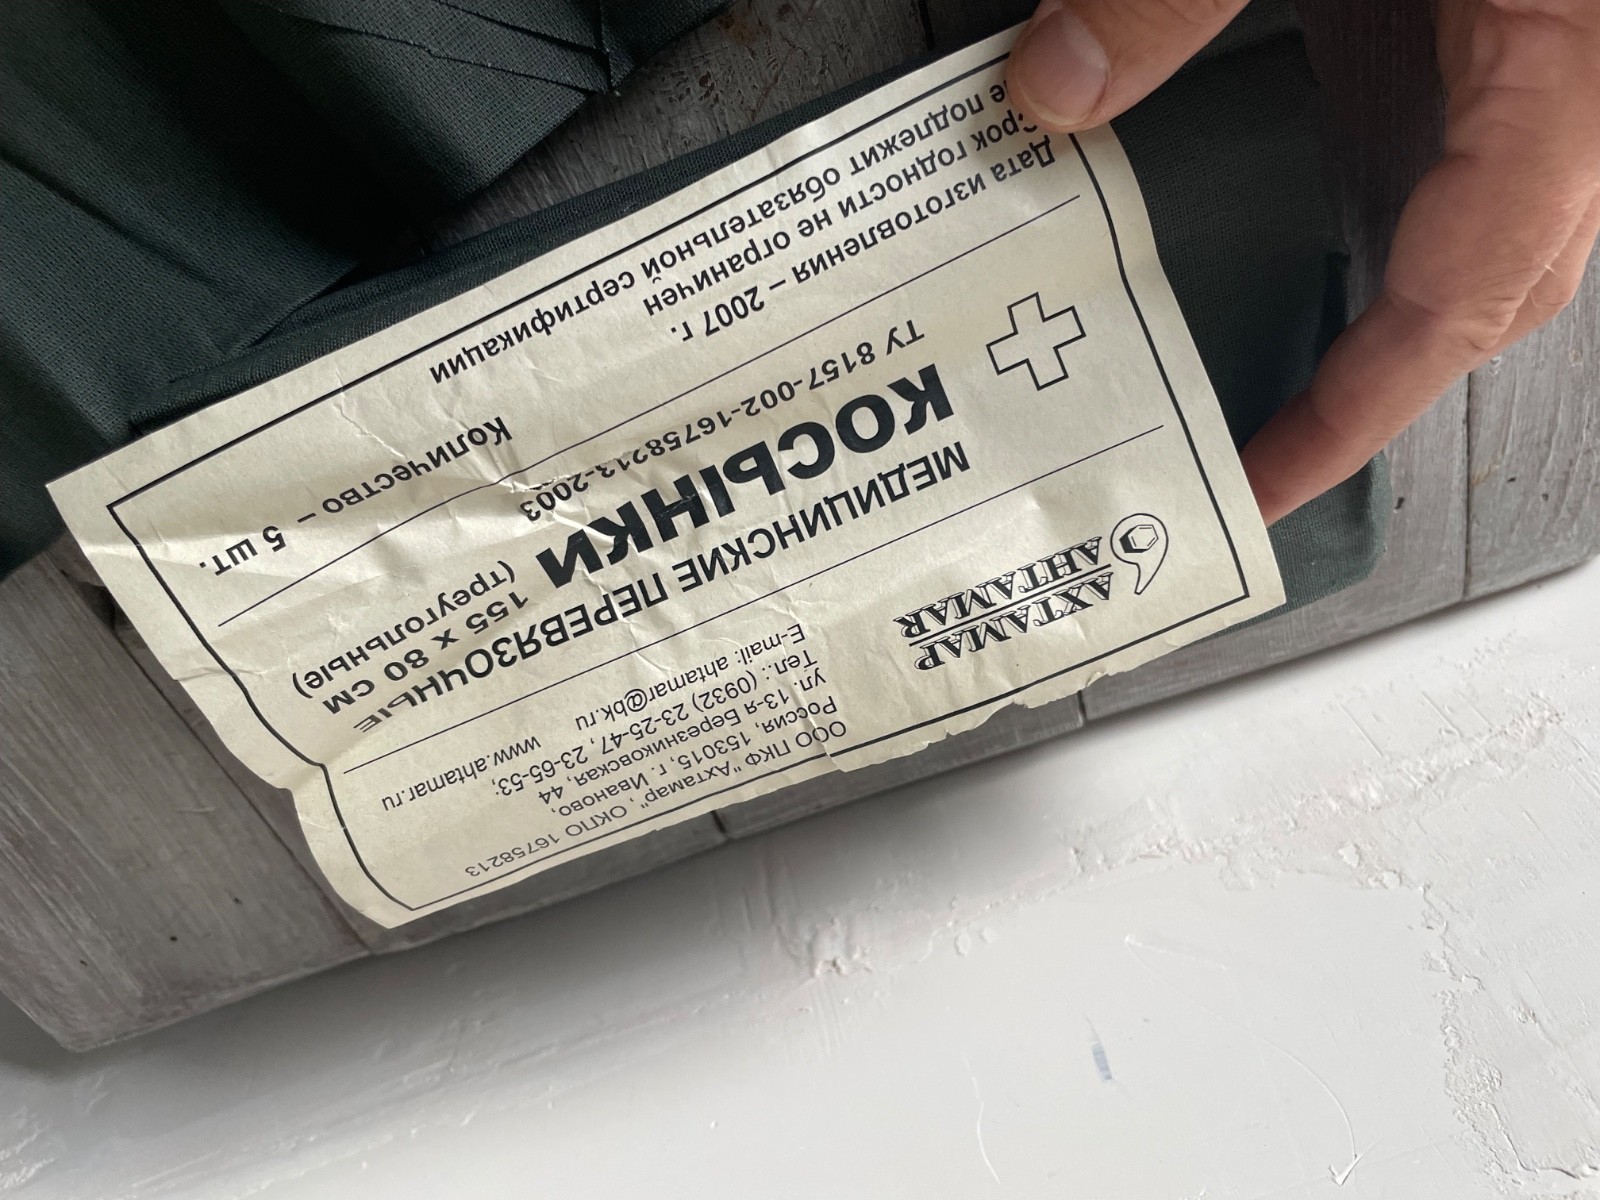 АХТАМАР
AHTAMAR
ООО ПКФ "Ахтамар", ОКПО 16758213
Россия, 153015, г. Иваново,
ул. 13-я Березниковская, 44
Тел.: (0932) 23-25-47, 23-65-53;
E-mail: ahtamar@bk.ru www.ahtamar.ru
МЕДИЦИНСКИЕ ПЕРЕВЯЗОЧНЫЕ
КОСЫНКИ 155 х 80 СМ
(треугольные)
ТУ 8157-002-16758213-2003
Дата изготовления – 2007 г.
Срок годности не ограничен
Не подлежит обязательной сертификации
Количество – 5 шт.